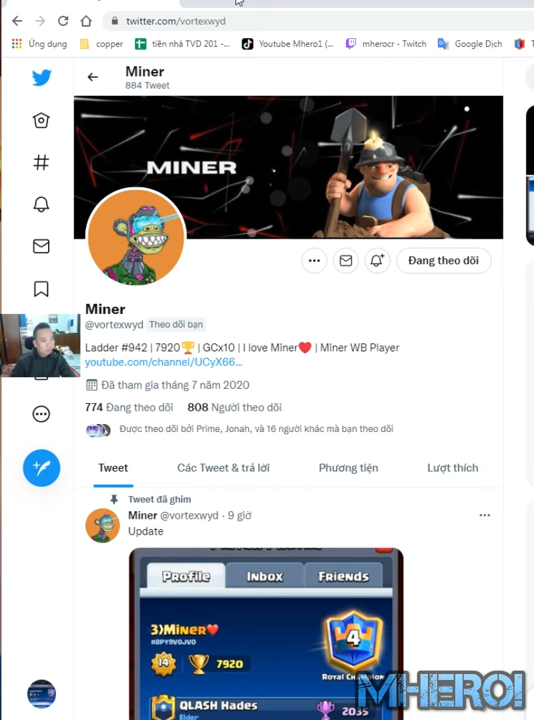 twitter.com/vortexwyd
Ứng dụng
copper
tiền nhà TVD 201 -...
Youtube Mhero1 (...
mherocr - Twitch
Google Dịch
Miner
884 Tweet
MINER
Đang theo dõi
Miner
@vortexwyd Theo dõi bạn
Ladder #942 | 7920🏆 | GCx10 | I love Miner❤️ | Miner WB Player
youtube.com/channel/UCyX66...
Đã tham gia tháng 7 năm 2020
774 Đang theo dõi 808 Người theo dõi
Được theo dõi bởi Prime, Jonah, và 16 người khác mà bạn theo dõi
Tweet
Các Tweet & trả lời
Phương tiện
Lượt thích
Tweet đã ghim
Miner @vortexwyd · 9 giờ
Update
Profile
Inbox
Friends
3)Miner❤️
#8PY9V0JV0
14
7920
4
Royal Champion
QLASH Hades
Elder
2035
MHERO1